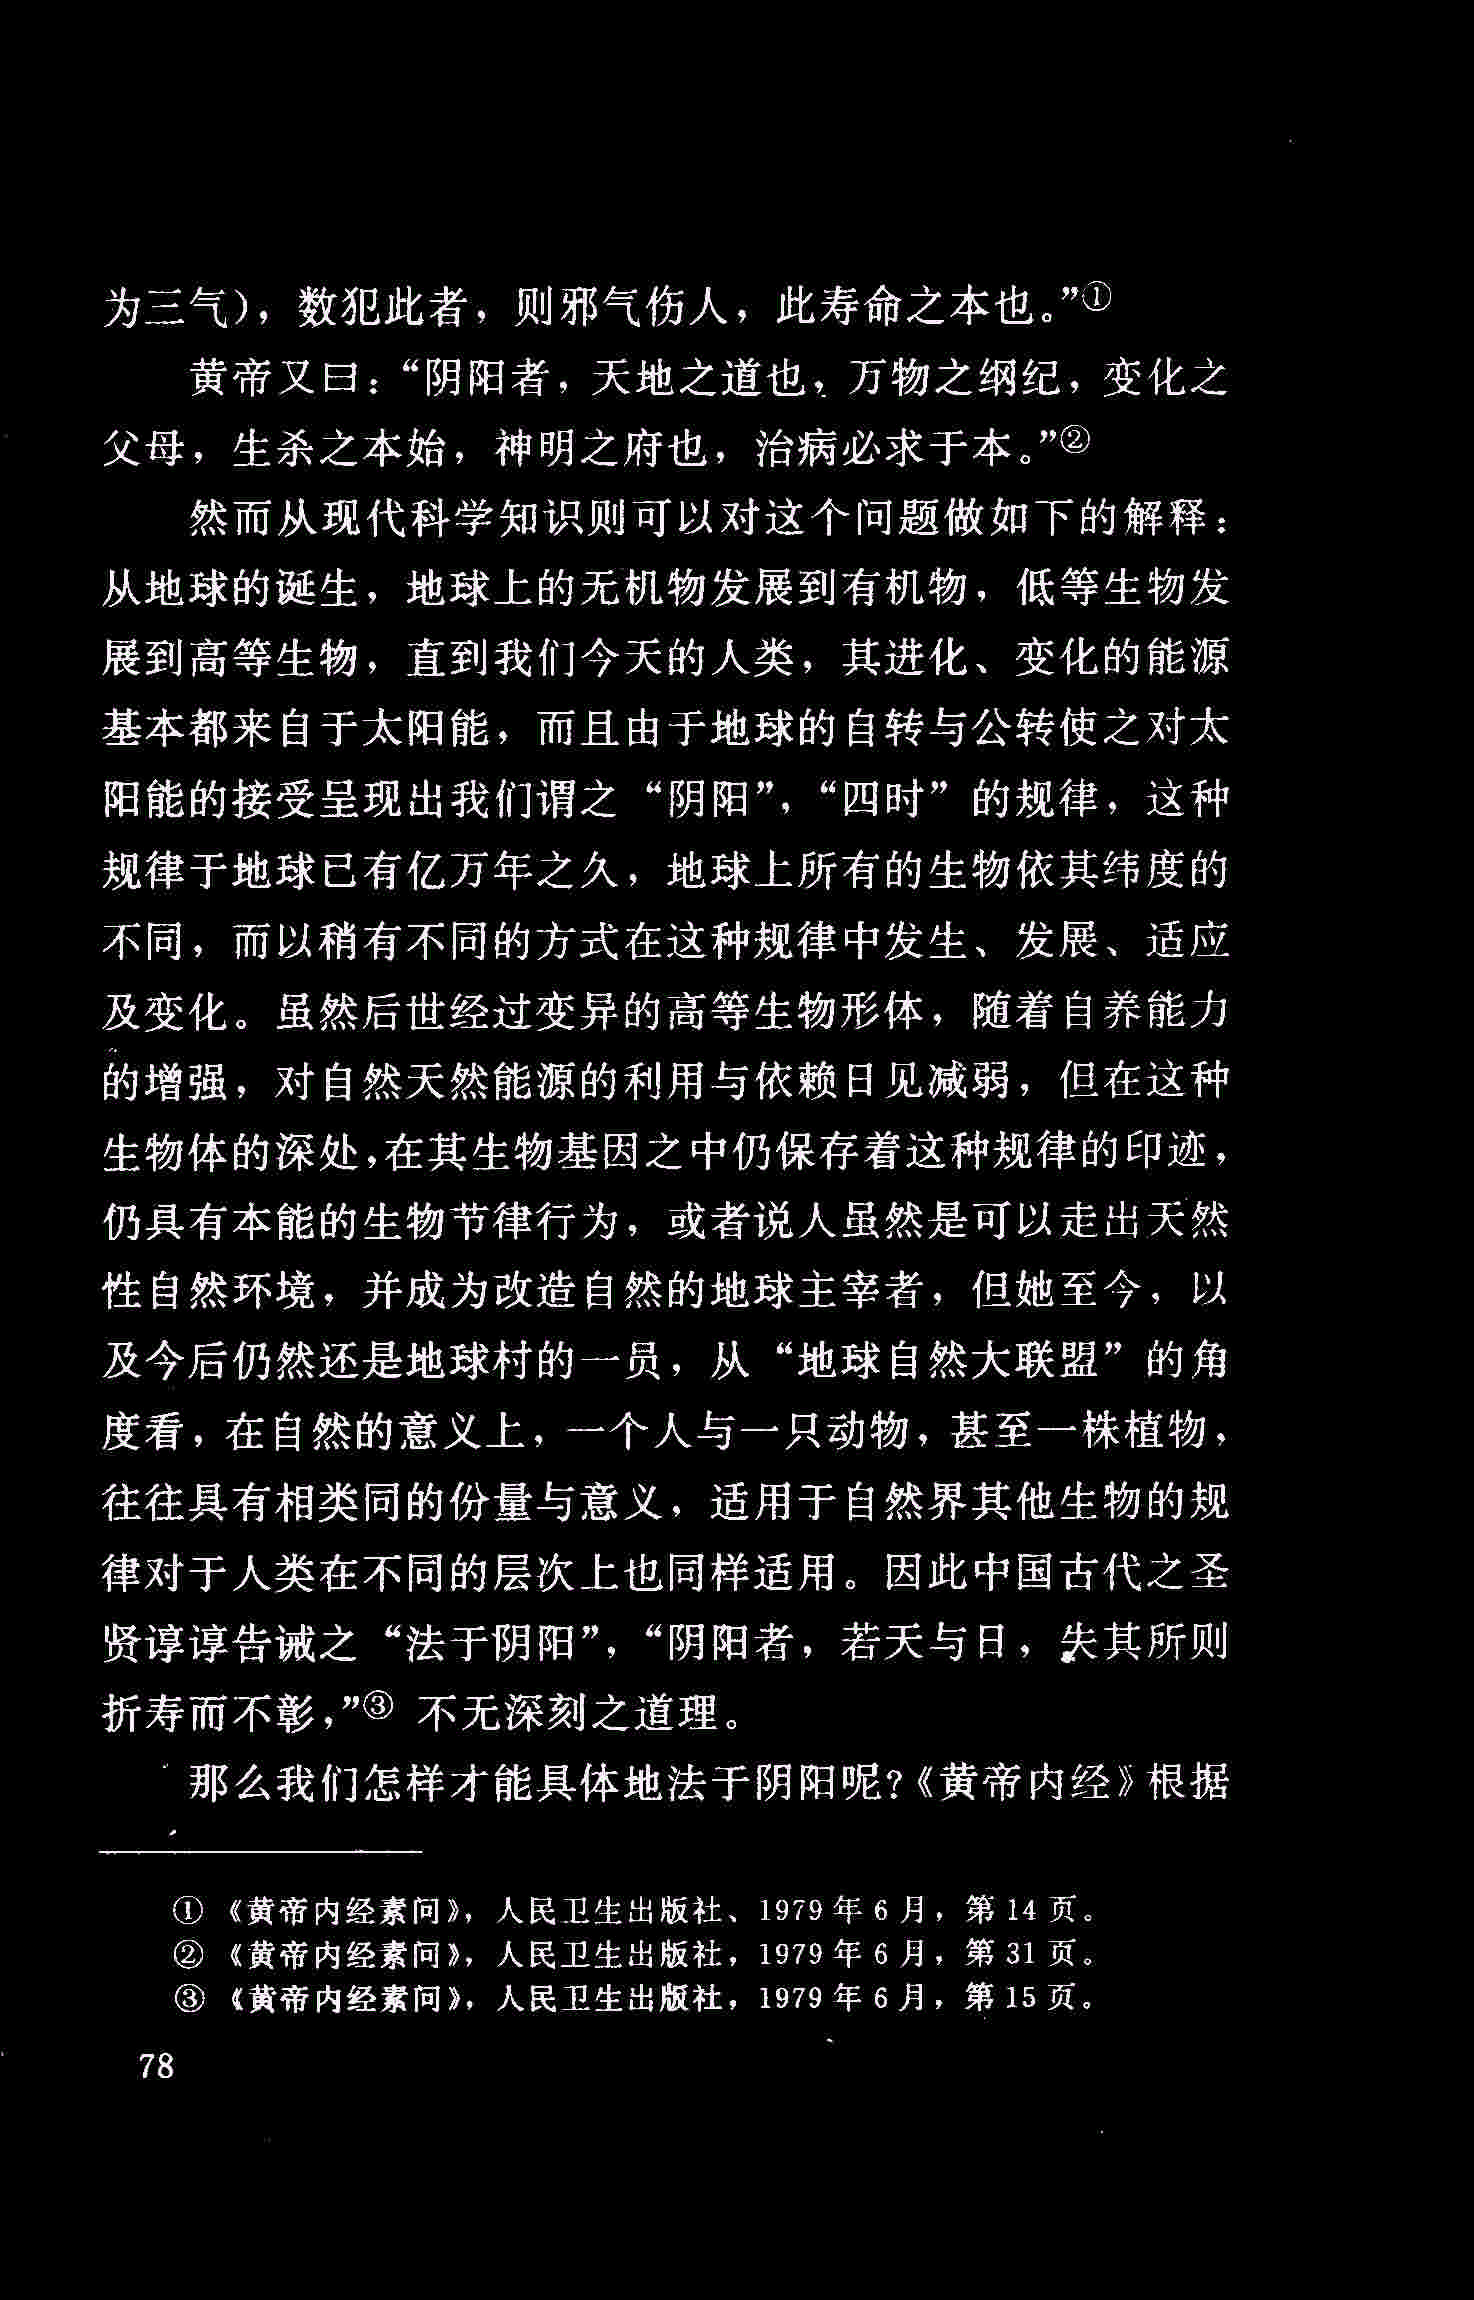 为三气），数犯此者，则邪气伤人，此寿命之本也。”①
黄帝又曰：“阴阳者，天地之道也，万物之纲纪，变化之
父母，生杀之本始，神明之府也，治病必求于本。”②
然而从现代科学知识则可以对这个问题做如下的解释：
从地球的诞生，地球上的无机物发展到有机物，低等生物发
展到高等生物，直到我们今天的人类，其进化、变化的能源
基本都来自于太阳能，而且由于地球的自转与公转使之对太
阳能的接受呈现出我们谓之“阴阳”，“四时”的规律，这种
规律于地球已有亿万年之久，地球上所有的生物依其纬度的
不同，而以稍有不同的方式在这种规律中发生、发展、适应
及变化。虽然后世经过变异的高等生物形体，随着自养能力
的增强，对自然天然能源的利用与依赖日见减弱，但在这种
生物体的深处，在其生物基因之中仍保存着这种规律的印迹，
仍具有本能的生物节律行为，或者说人虽然是可以走出天然
性自然环境，并成为改造自然的地球主宰者，但她至今，以
及今后仍然还是地球村的一员，从“地球自然大联盟”的角
度看，在自然的意义上，一个人与一只动物，甚至一株植物，
往往具有相类同的份量与意义，适用于自然界其他生物的规
律对于人类在不同的层次上也同样适用。因此中国古代之圣
贤谆谆告诫之“法于阴阳”，“阴阳者，若天与日，失其所则
折寿而不彰，”③ 不无深刻之道理。
那么我们怎样才能具体地法于阴阳呢？《黄帝内经》根据
① 《黄帝内经素问》，人民卫生出版社、1979年6月，第14页。
② 《黄帝内经素问》，人民卫生出版社，1979年6月，第31页。
③ 《黄帝内经素问》，人民卫生出版社，1979年6月，第15页。
78